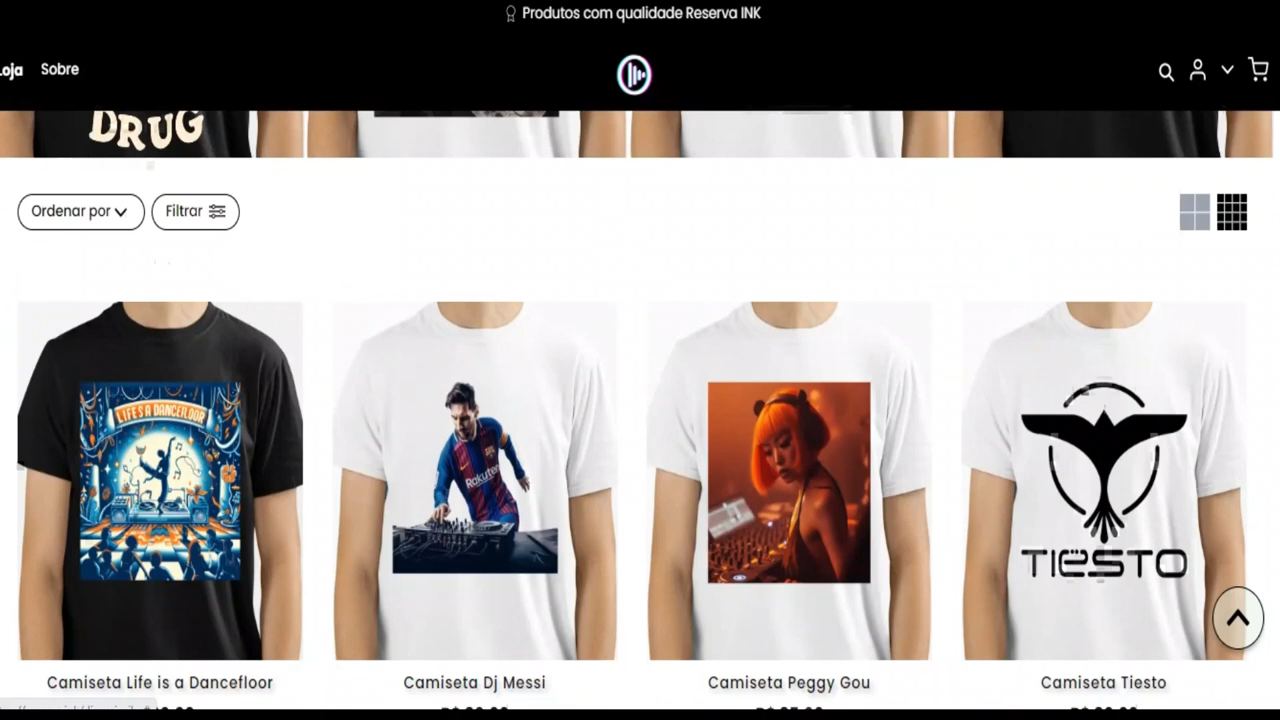 Produtos com qualidade Reserva INK
Loja Sobre
DRUG
Ordenar por
Filtrar
LIFE'S A DANCEFLOOR
Rakuten
TIËSTO
Camiseta Life is a Dancefloor
Camiseta Dj Messi
Camiseta Peggy Gou
Camiseta Tiesto